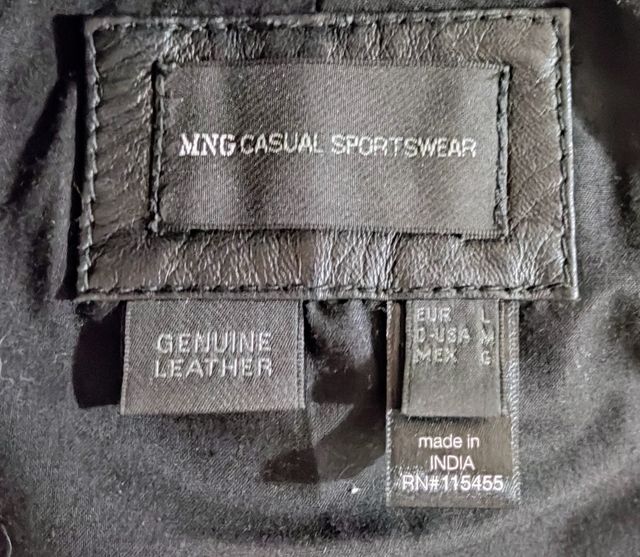 MNG CASUAL SPORTSWEAR
GENUINE
LEATHER
EUR L
D-USA M
MEX G
made in
INDIA
RN#115455